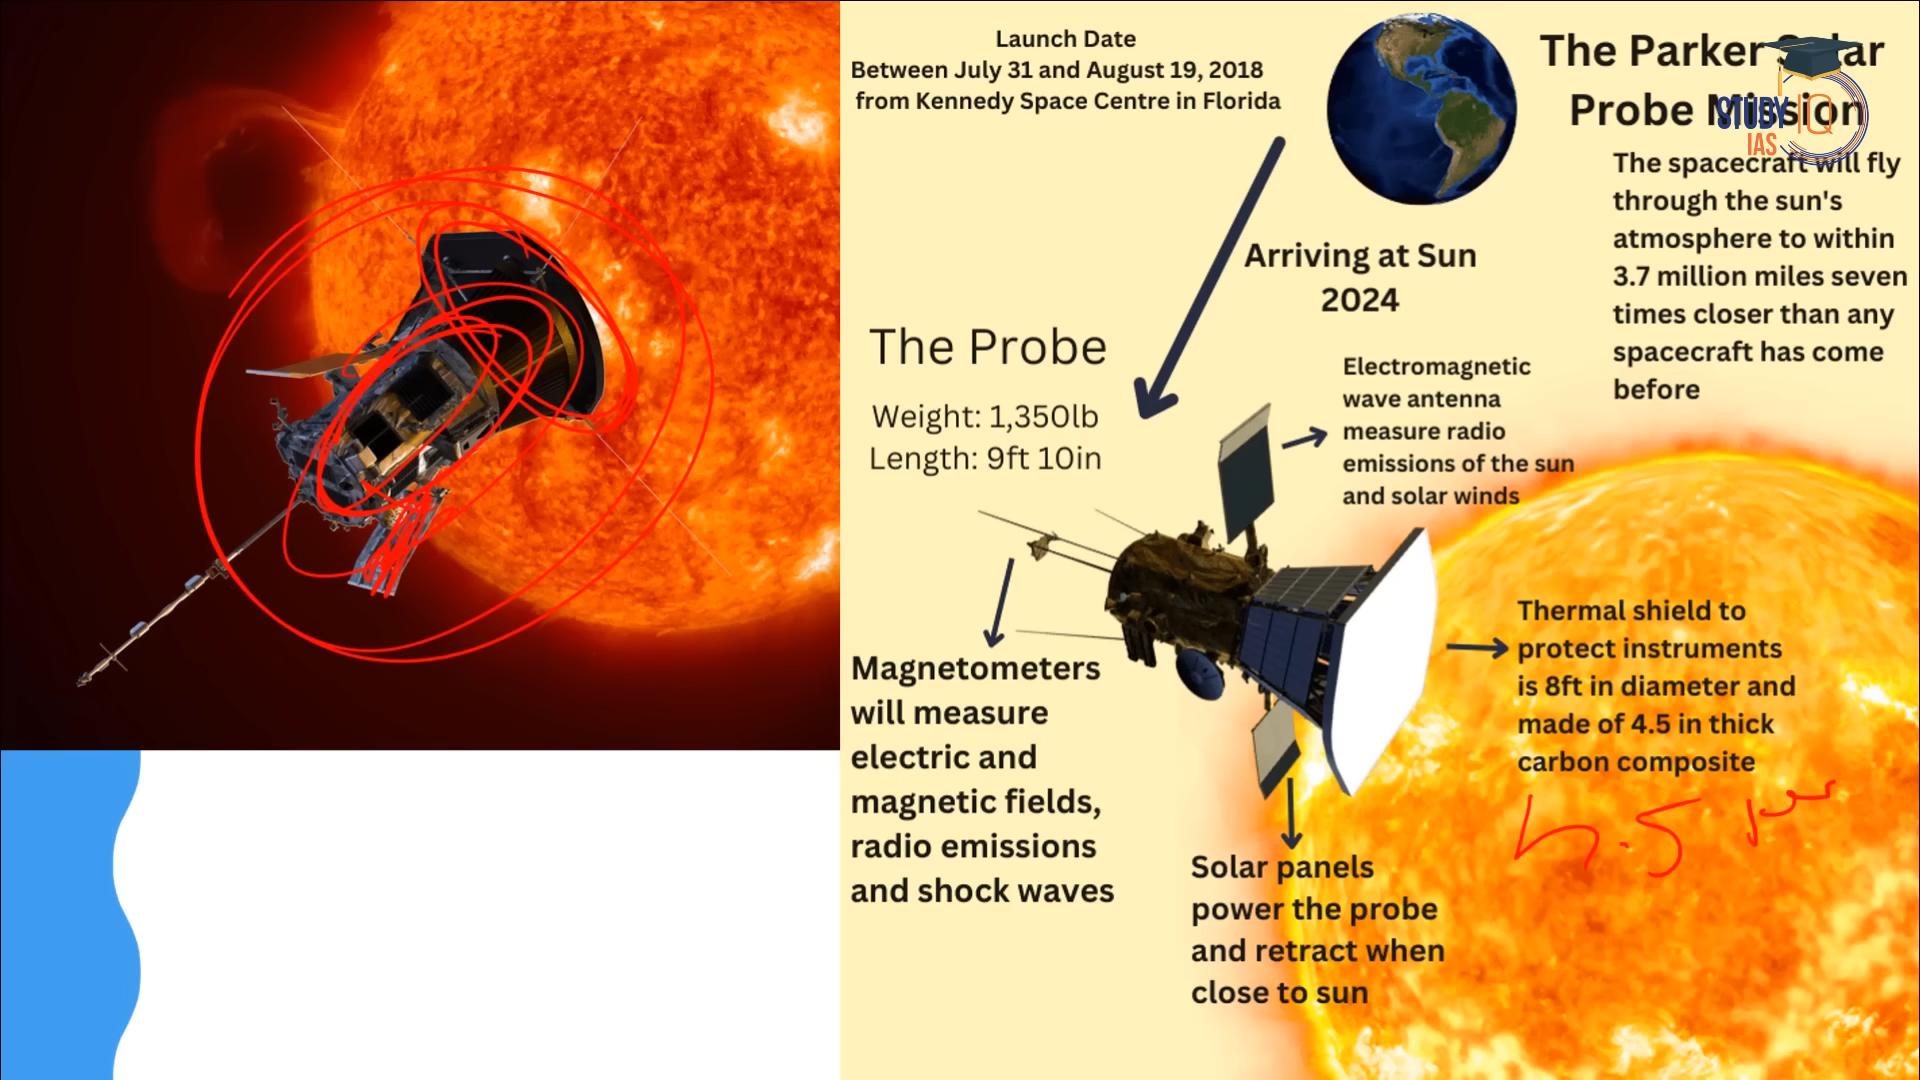 Launch Date
Between July 31 and August 19, 2018
from Kennedy Space Centre in Florida
The Parker Solar
Probe Mission
STUDY IQ
IAS
The spacecraft will fly
through the sun's
atmosphere to within
3.7 million miles seven
times closer than any
spacecraft has come
before
Arriving at Sun
2024
The Probe
Weight: 1,350lb
Length: 9ft 10in
Electromagnetic
wave antenna
measure radio
emissions of the sun
and solar winds
Magnetometers
will measure
electric and
magnetic fields,
radio emissions
and shock waves
Thermal shield to
protect instruments
is 8ft in diameter and
made of 4.5 in thick
carbon composite
Solar panels
power the probe
and retract when
close to sun